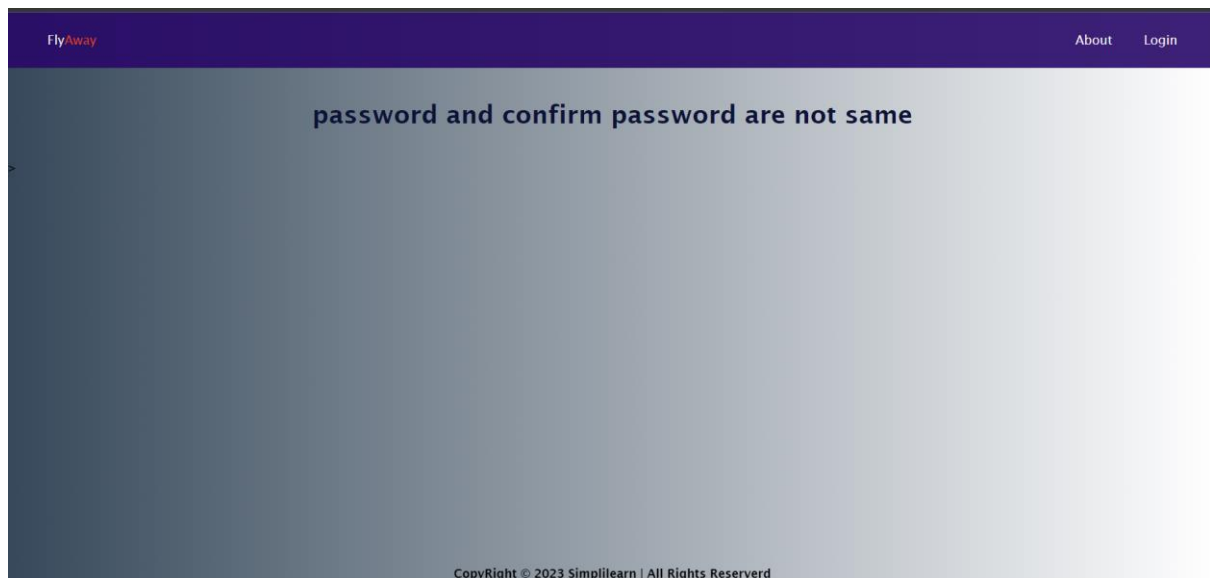 FlyAway About Login
password and confirm password are not same
>
CopyRight © 2023 Simplilearn | All Rights Reserverd